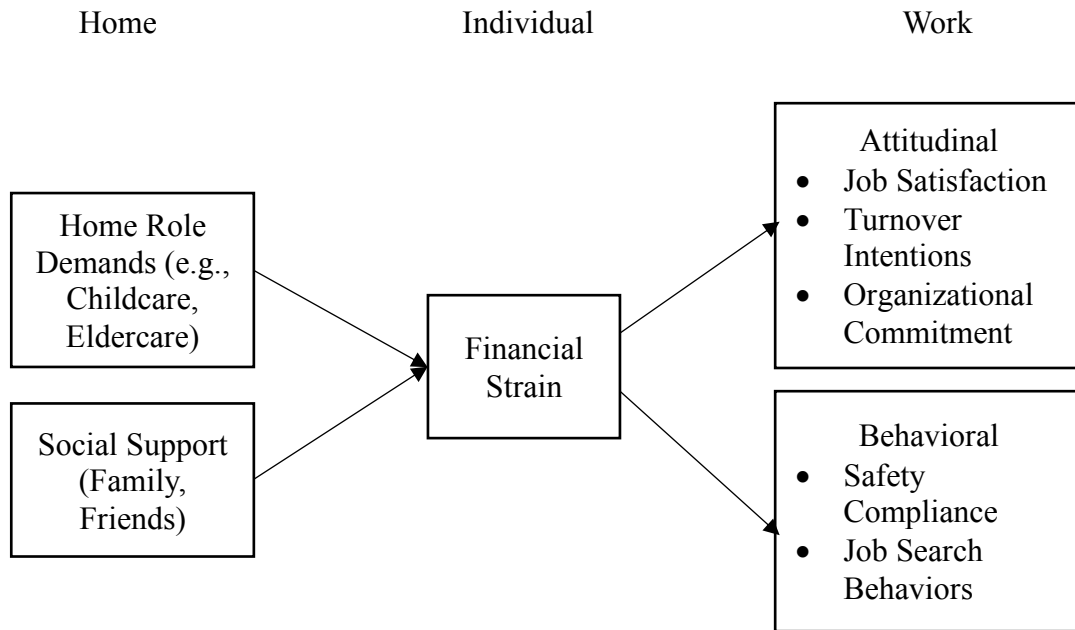 Home
Individual
Work
Home Role
Demands (e.g.,
Childcare,
Eldercare)
Social Support
(Family,
Friends)
Financial
Strain
Attitudinal
• Job Satisfaction
• Turnover
Intentions
• Organizational
Commitment
Behavioral
• Safety
Compliance
• Job Search
Behaviors